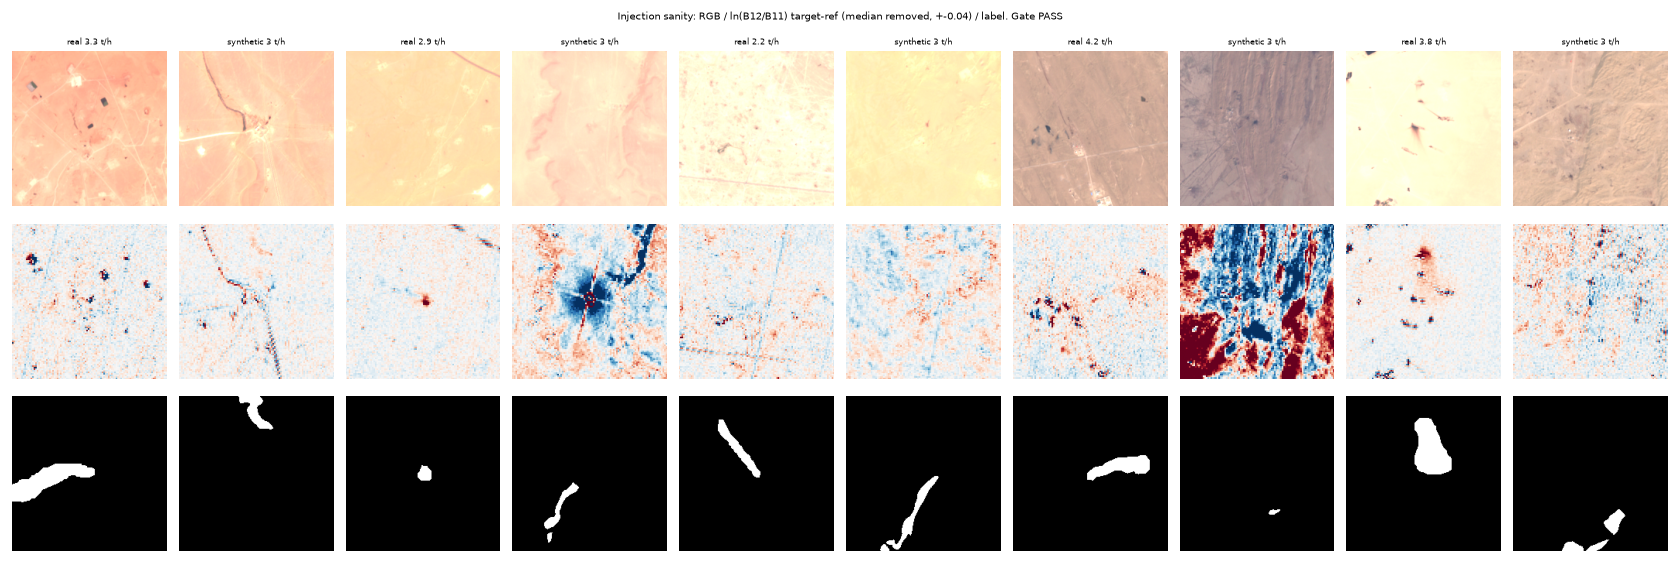 Injection sanity: RGB / ln(B12/B11) target-ref (median removed, +-0.04) / label. Gate PASS
real 3.3 t/h
synthetic 3 t/h
real 2.9 t/h
synthetic 3 t/h
real 2.2 t/h
synthetic 3 t/h
real 4.2 t/h
synthetic 3 t/h
real 3.8 t/h
synthetic 3 t/h